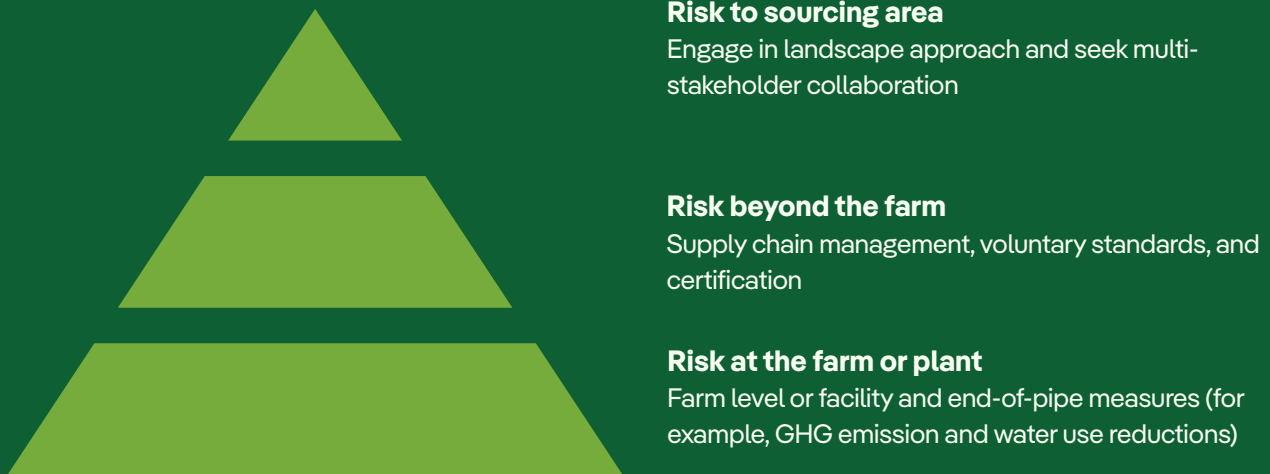 Risk to sourcing area
Engage in landscape approach and seek multi-
stakeholder collaboration
Risk beyond the farm
Supply chain management, voluntary standards, and
certification
Risk at the farm or plant
Farm level or facility and end-of-pipe measures (for
example, GHG emission and water use reductions)